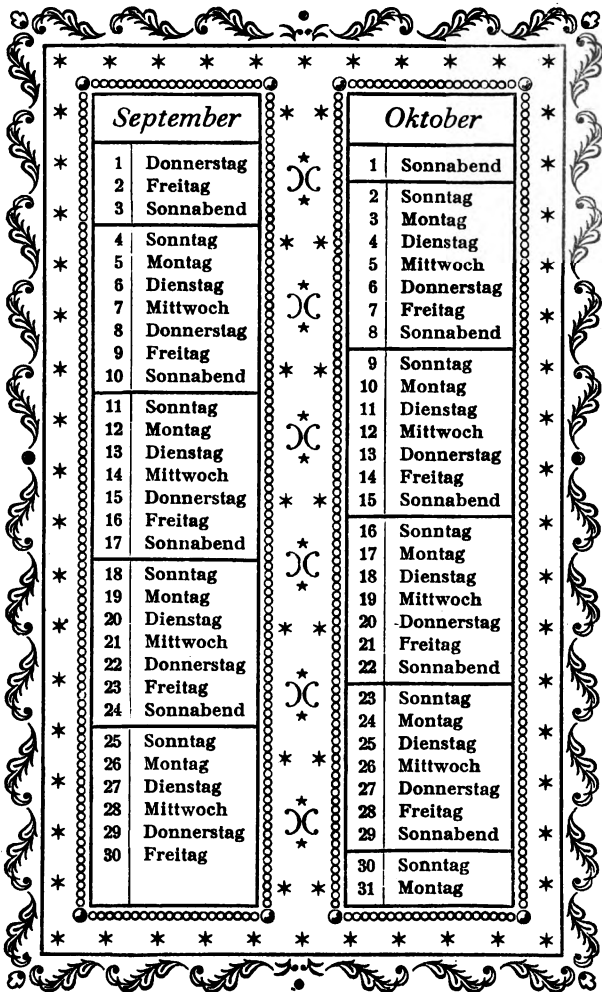 September
1 Donnerstag
2 Freitag
3 Sonnabend
4 Sonntag
5 Montag
6 Dienstag
7 Mittwoch
8 Donnerstag
9 Freitag
10 Sonnabend
11 Sonntag
12 Montag
13 Dienstag
14 Mittwoch
15 Donnerstag
16 Freitag
17 Sonnabend
18 Sonntag
19 Montag
20 Dienstag
21 Mittwoch
22 Donnerstag
23 Freitag
24 Sonnabend
25 Sonntag
26 Montag
27 Dienstag
28 Mittwoch
29 Donnerstag
30 Freitag
Oktober
1 Sonnabend
2 Sonntag
3 Montag
4 Dienstag
5 Mittwoch
6 Donnerstag
7 Freitag
8 Sonnabend
9 Sonntag
10 Montag
11 Dienstag
12 Mittwoch
13 Donnerstag
14 Freitag
15 Sonnabend
16 Sonntag
17 Montag
18 Dienstag
19 Mittwoch
20 Donnerstag
21 Freitag
22 Sonnabend
23 Sonntag
24 Montag
25 Dienstag
26 Mittwoch
27 Donnerstag
28 Freitag
29 Sonnabend
30 Sonntag
31 Montag